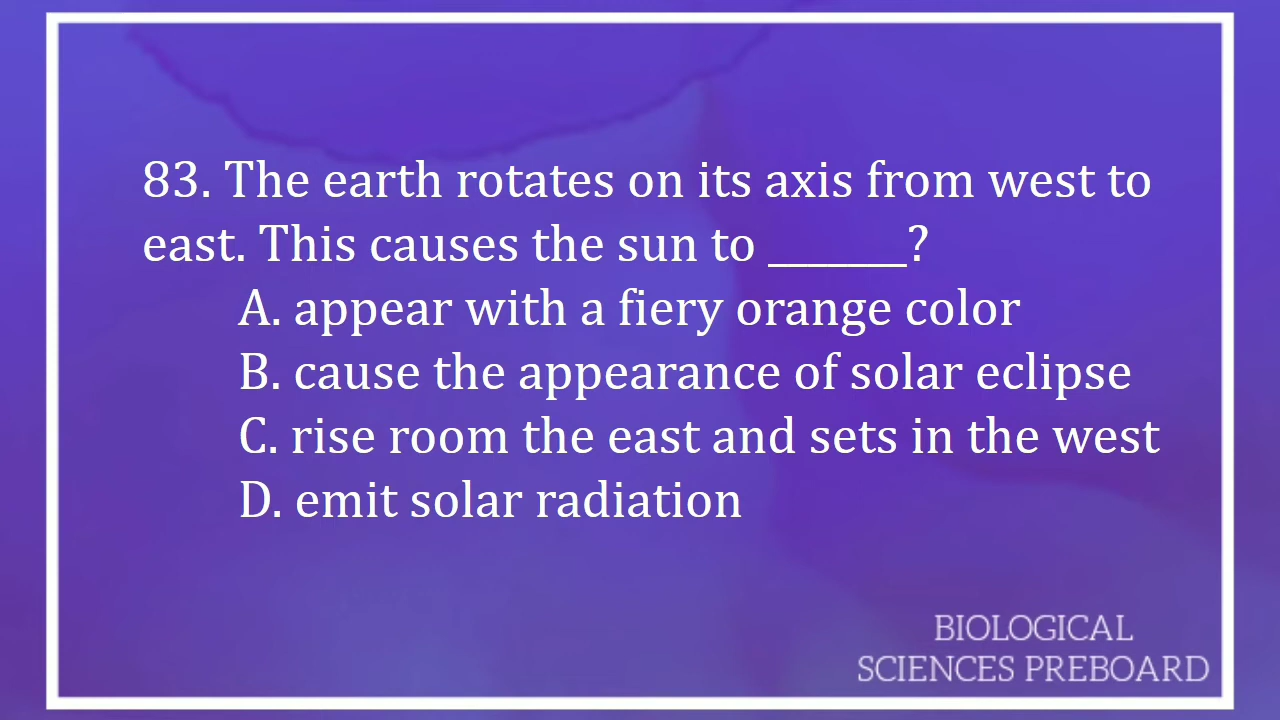 83. The earth rotates on its axis from west to
east. This causes the sun to _______?
A. appear with a fiery orange color
B. cause the appearance of solar eclipse
C. rise room the east and sets in the west
D. emit solar radiation
BIOLOGICAL
SCIENCES PREBOARD